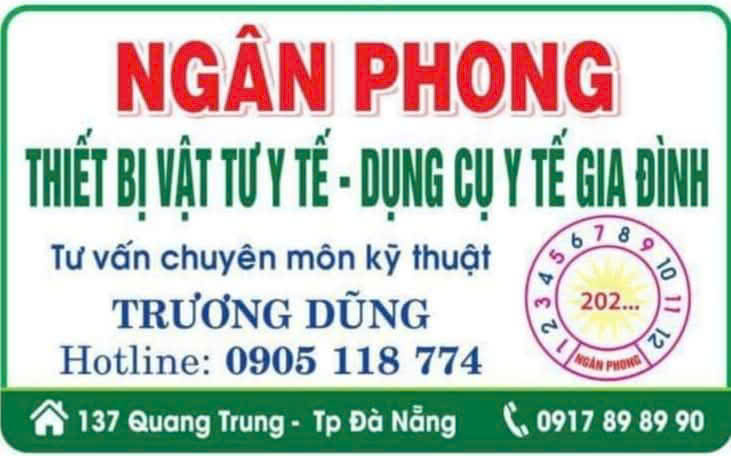 NGÂN PHONG
THIẾT BỊ VẬT TƯ Y TẾ - DỤNG CỤ Y TẾ GIA ĐÌNH
Tư vấn chuyên môn kỹ thuật
TRƯƠNG DŨNG
Hotline: 0905 118 774
1 2 3 4 5 6 7 8 9 10 11 12
202...
NGÂN PHONG
137 Quang Trung - Tp Đà Nẵng
0917 89 89 90